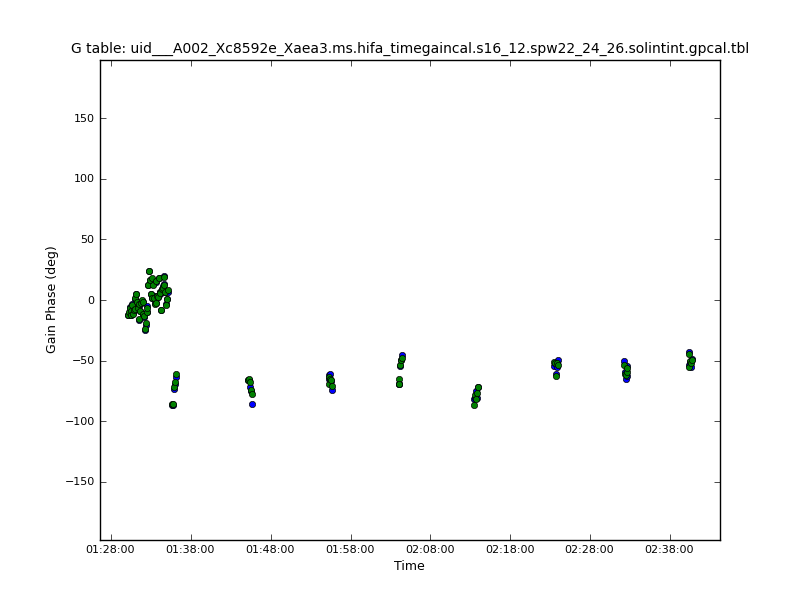 G table: uid___A002_Xc8592e_Xaea3.ms.hifa_timegaincal.s16_12.spw22_24_26.solintint.gpcal.tbl
150
100
50
0
−50
−100
−150
Gain Phase (deg)
01:28:00 01:38:00 01:48:00 01:58:00 02:08:00 02:18:00 02:28:00 02:38:00
Time